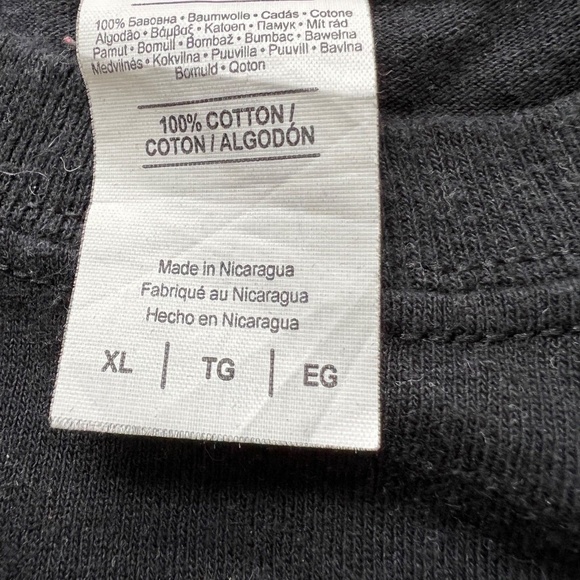 100% Бавовна • Baumwolle • Cadás • Cotone
Algodão • Βάμβαξ • Katoen • Памук • Mít rád
Pamut • Bomull • Bombaž • Bumbac • Bawełna
Medvilnės • Kokvilna • Puuvilla • Puuvill • Bavlna
Bomuld • Qoton
100% COTTON /
COTON / ALGODÓN
Made in Nicaragua
Fabriqué au Nicaragua
Hecho en Nicaragua
XL | TG | EG